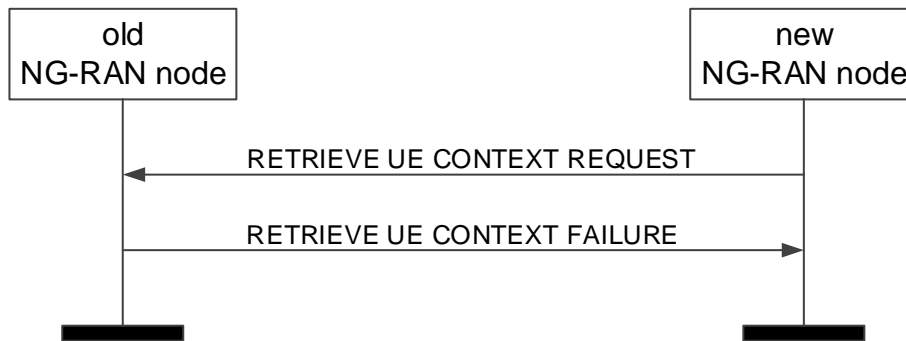 old
NG-RAN node
new
NG-RAN node
RETRIEVE UE CONTEXT REQUEST
RETRIEVE UE CONTEXT FAILURE